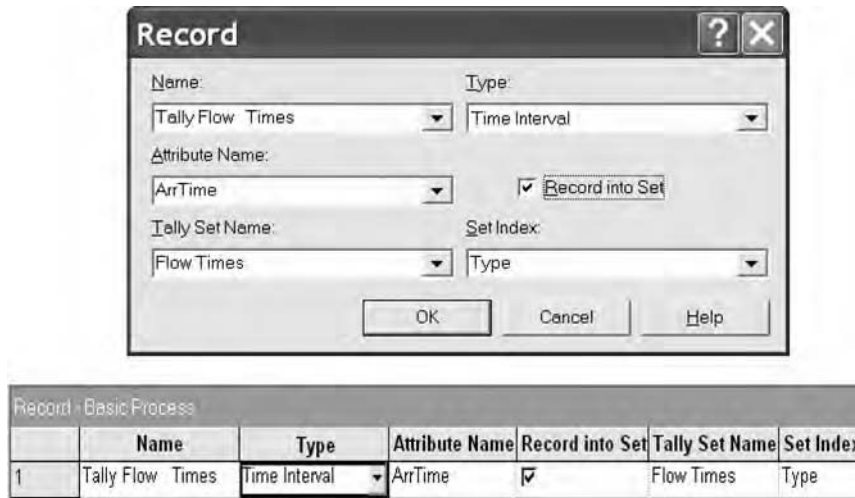 Record
Name:
Type:
Tally Flow Times
Time Interval
Attribute Name:
ArrTime
Record into Set
Tally Set Name:
Set Index:
Flow Times
Type
OK
Cancel
Help
Record - Basic Process
Name Type Attribute Name Record into Set Tally Set Name Set Index
1 Tally Flow Times Time Interval ArrTime Flow Times Type